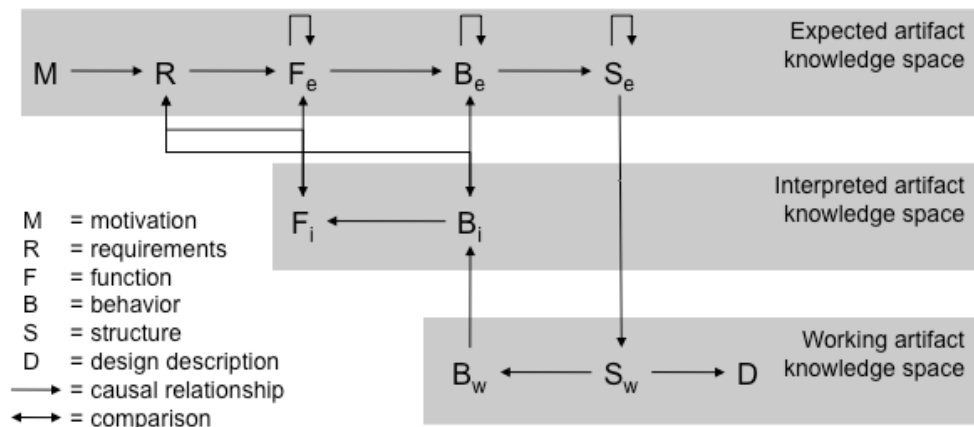 Expected artifact
knowledge space
M R Fe Be Se
Interpreted artifact
knowledge space
Fi Bi
M = motivation
R = requirements
F = function
B = behavior
S = structure
D = design description
= causal relationship
= comparison
Working artifact
knowledge space
Bw Sw D